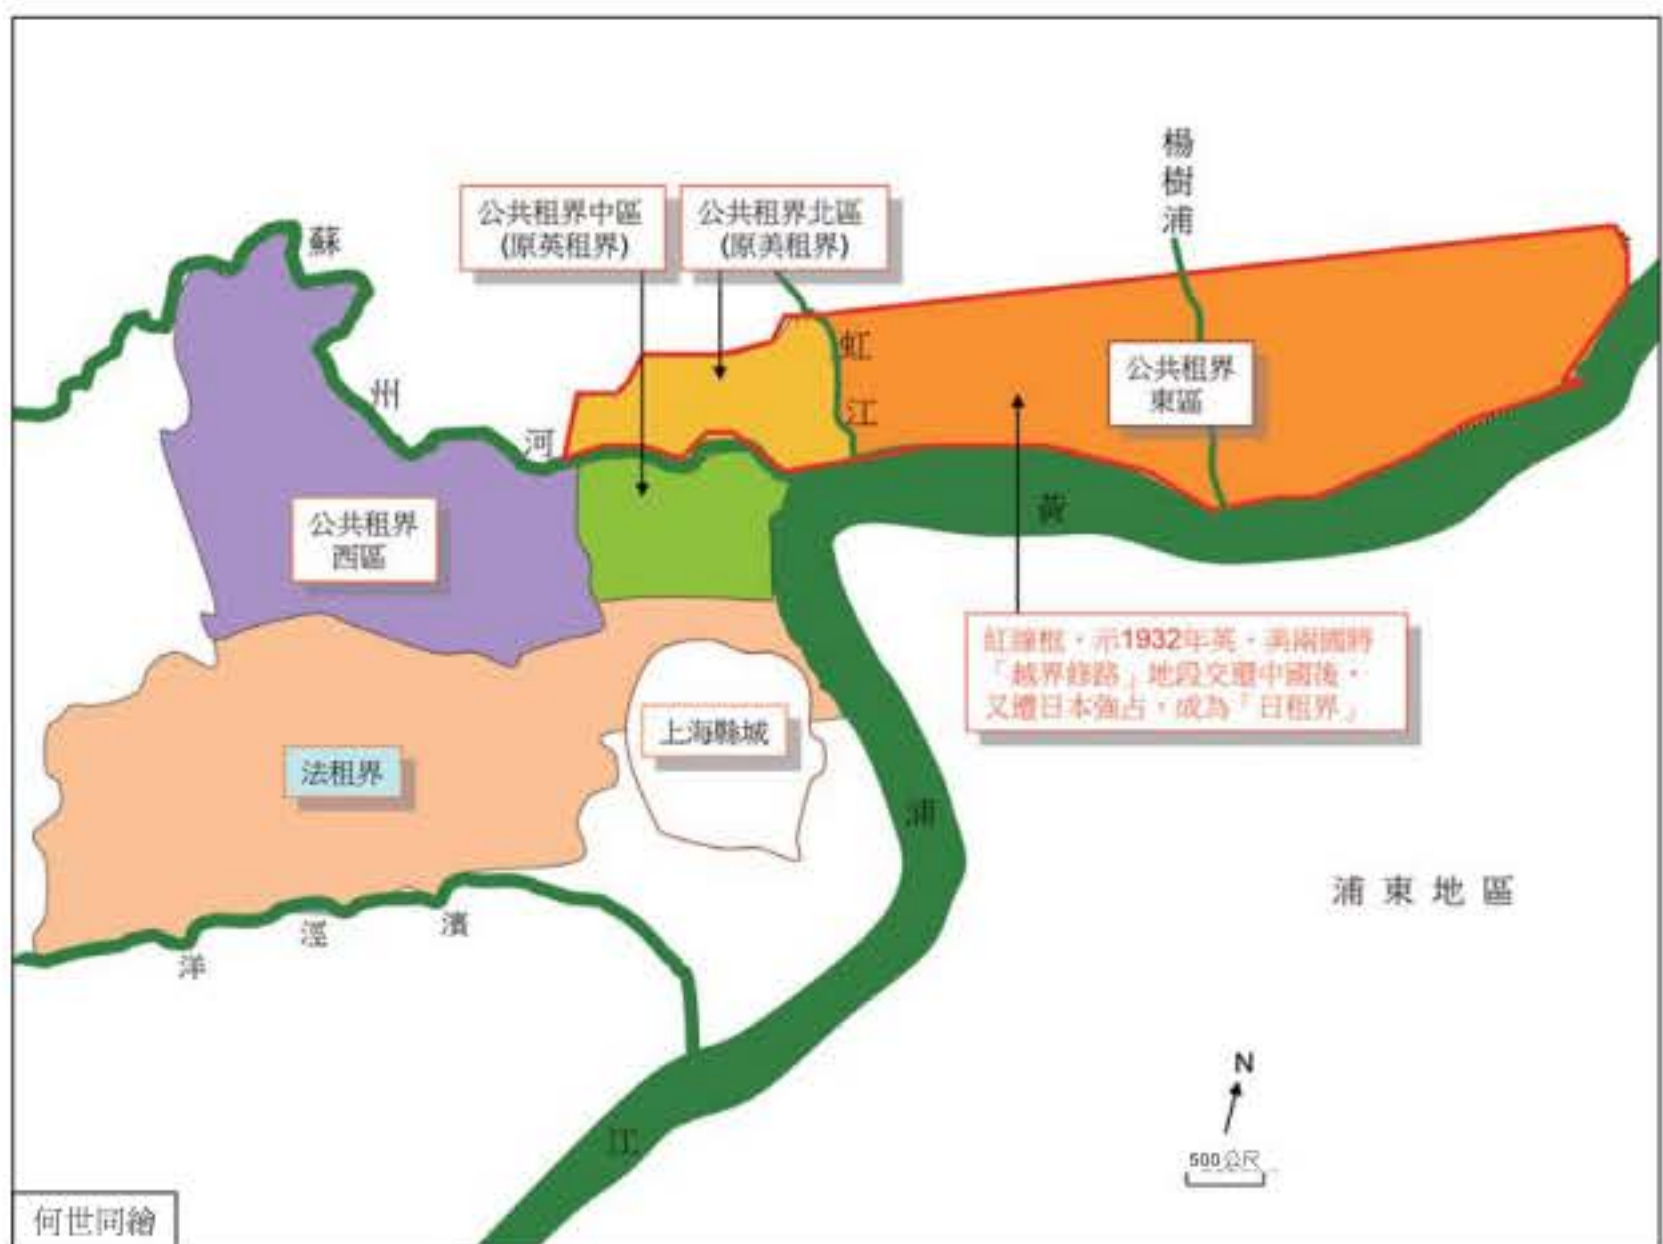 楊樹浦
公共租界中區
(原英租界)
公共租界北區
(原美租界)
蘇州河
虹江
公共租界
東區
公共租界
西區
黃浦江
紅線框，示1932年英、美兩國將
「越界修路」地段交還中國後，
又遭日本強占，成為「日租界」
上海縣城
法租界
浦東地區
洋涇濱
N
500公尺
何世同繪